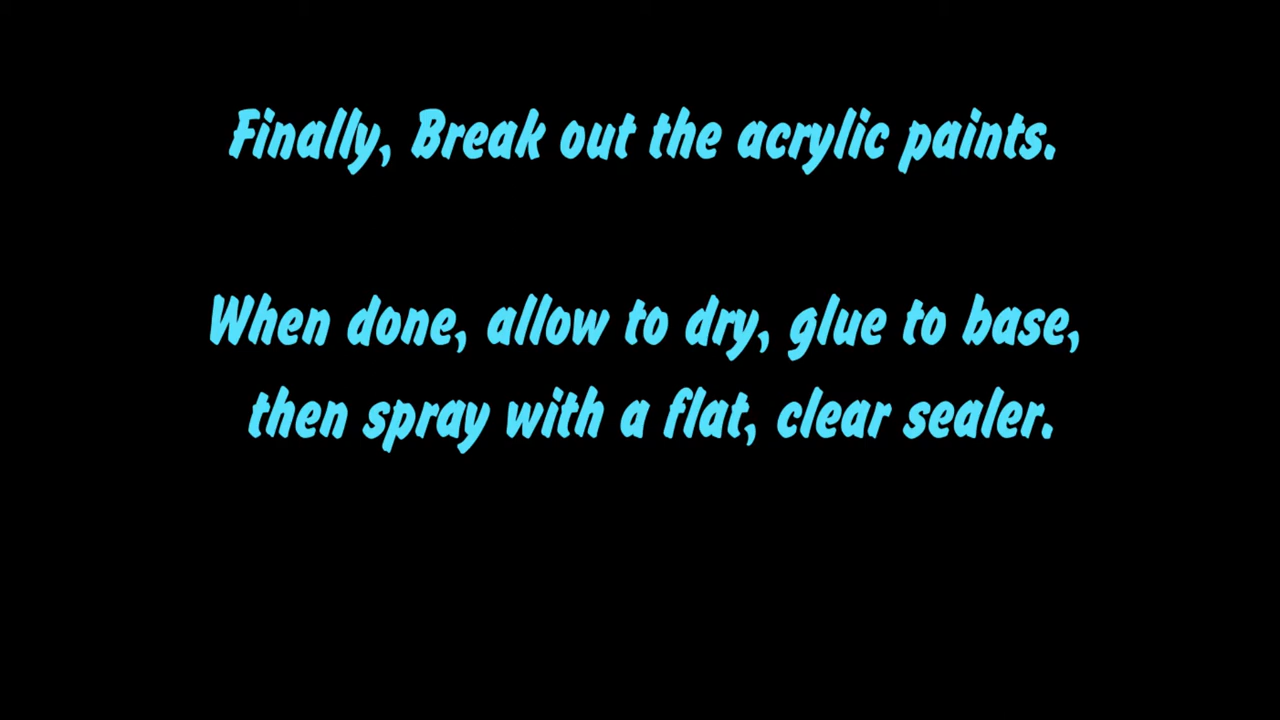 Finally, Break out the acrylic paints.
When done, allow to dry, glue to base,
then spray with a flat, clear sealer.